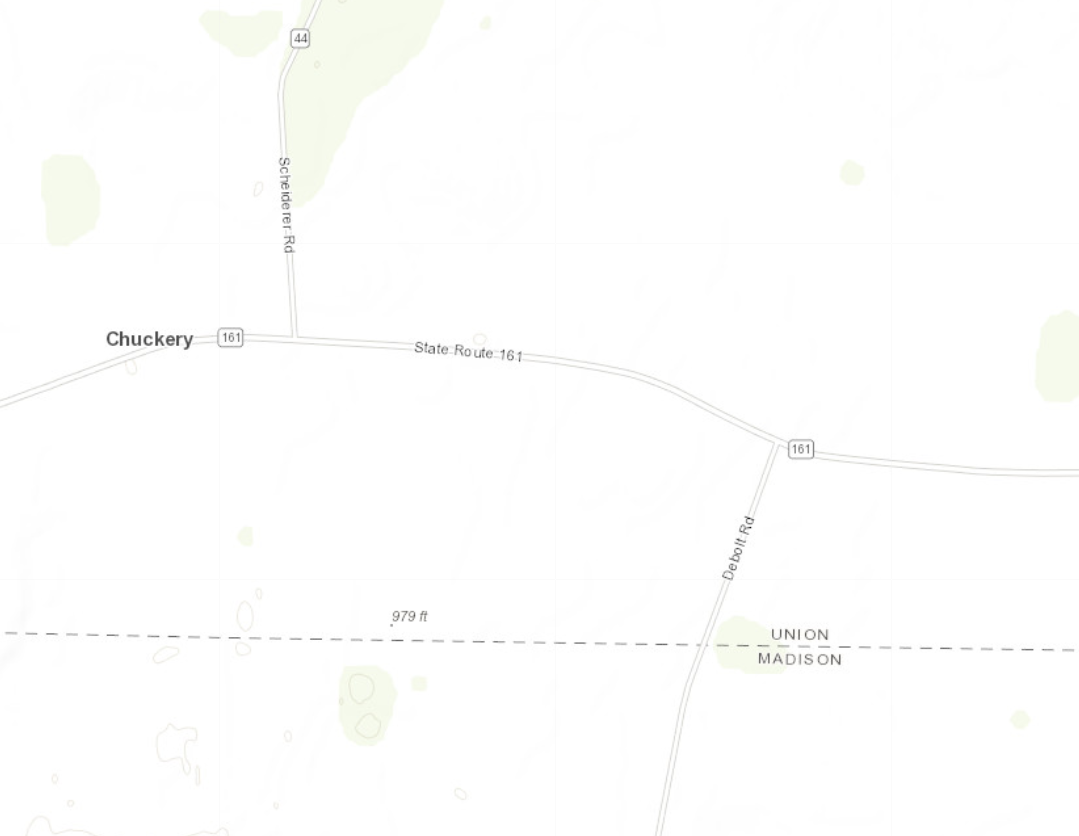 44
Scheiderer Rd
Chuckery
161
State Route 161
161
Debolt Rd
979 ft
UNION
MADISON